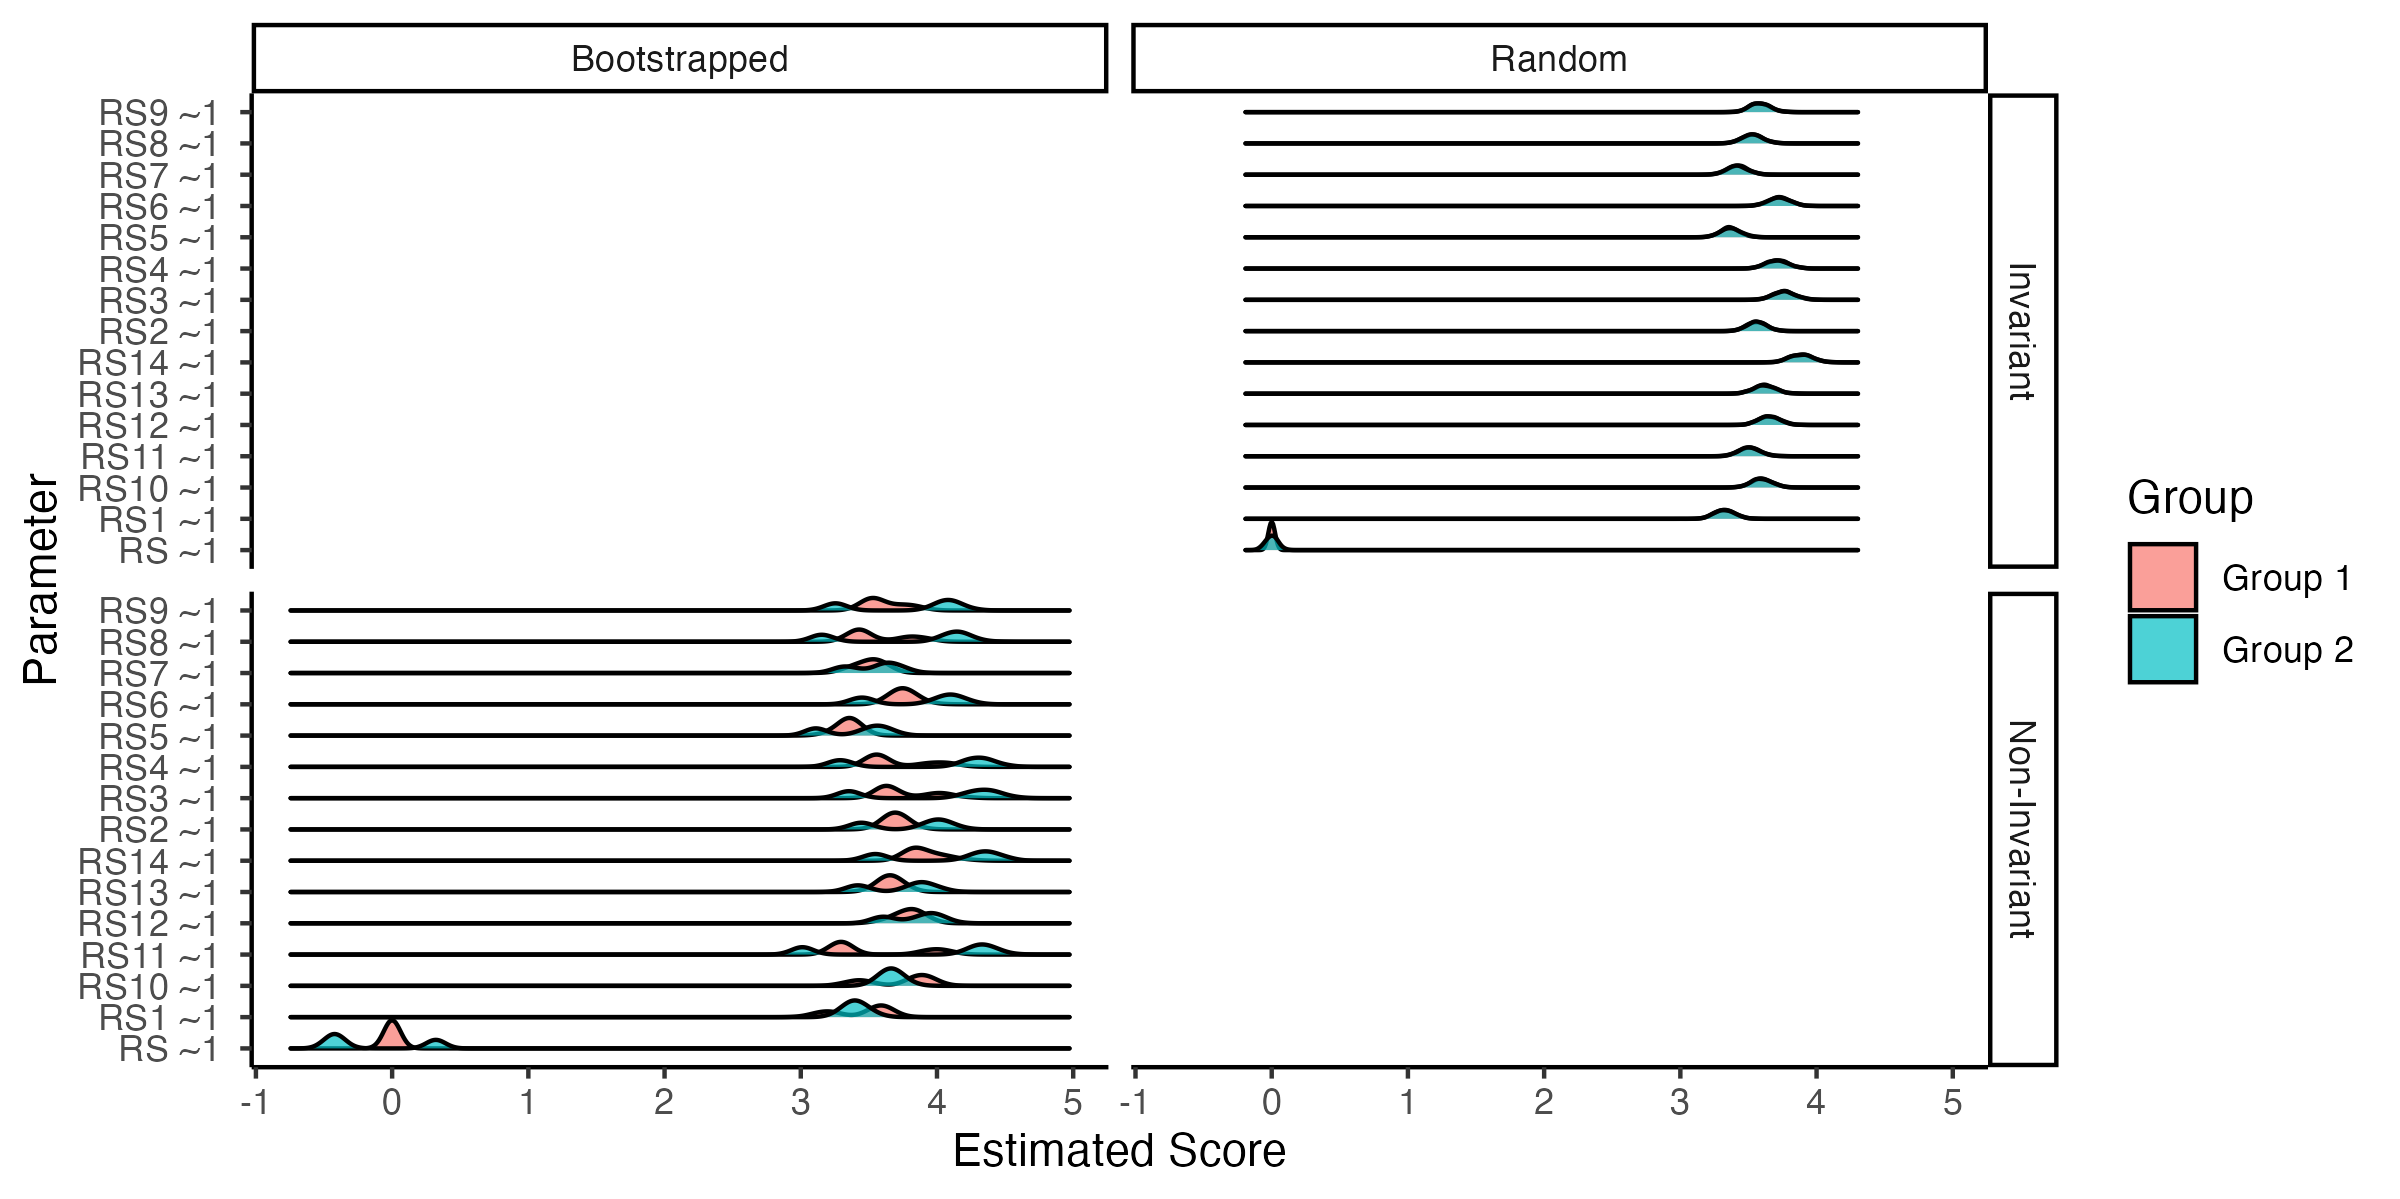 Bootstrapped
Random
Parameter
RS9 ~1
RS8 ~1
RS7 ~1
RS6 ~1
RS5 ~1
RS4 ~1
RS3 ~1
RS2 ~1
RS14 ~1
RS13 ~1
RS12 ~1
RS11 ~1
RS10 ~1
RS1 ~1
RS ~1
Invariant
RS9 ~1
RS8 ~1
RS7 ~1
RS6 ~1
RS5 ~1
RS4 ~1
RS3 ~1
RS2 ~1
RS14 ~1
RS13 ~1
RS12 ~1
RS11 ~1
RS10 ~1
RS1 ~1
RS ~1
Non-Invariant
-1 0 1 2 3 4 5
-1 0 1 2 3 4 5
Estimated Score
Group
Group 1
Group 2